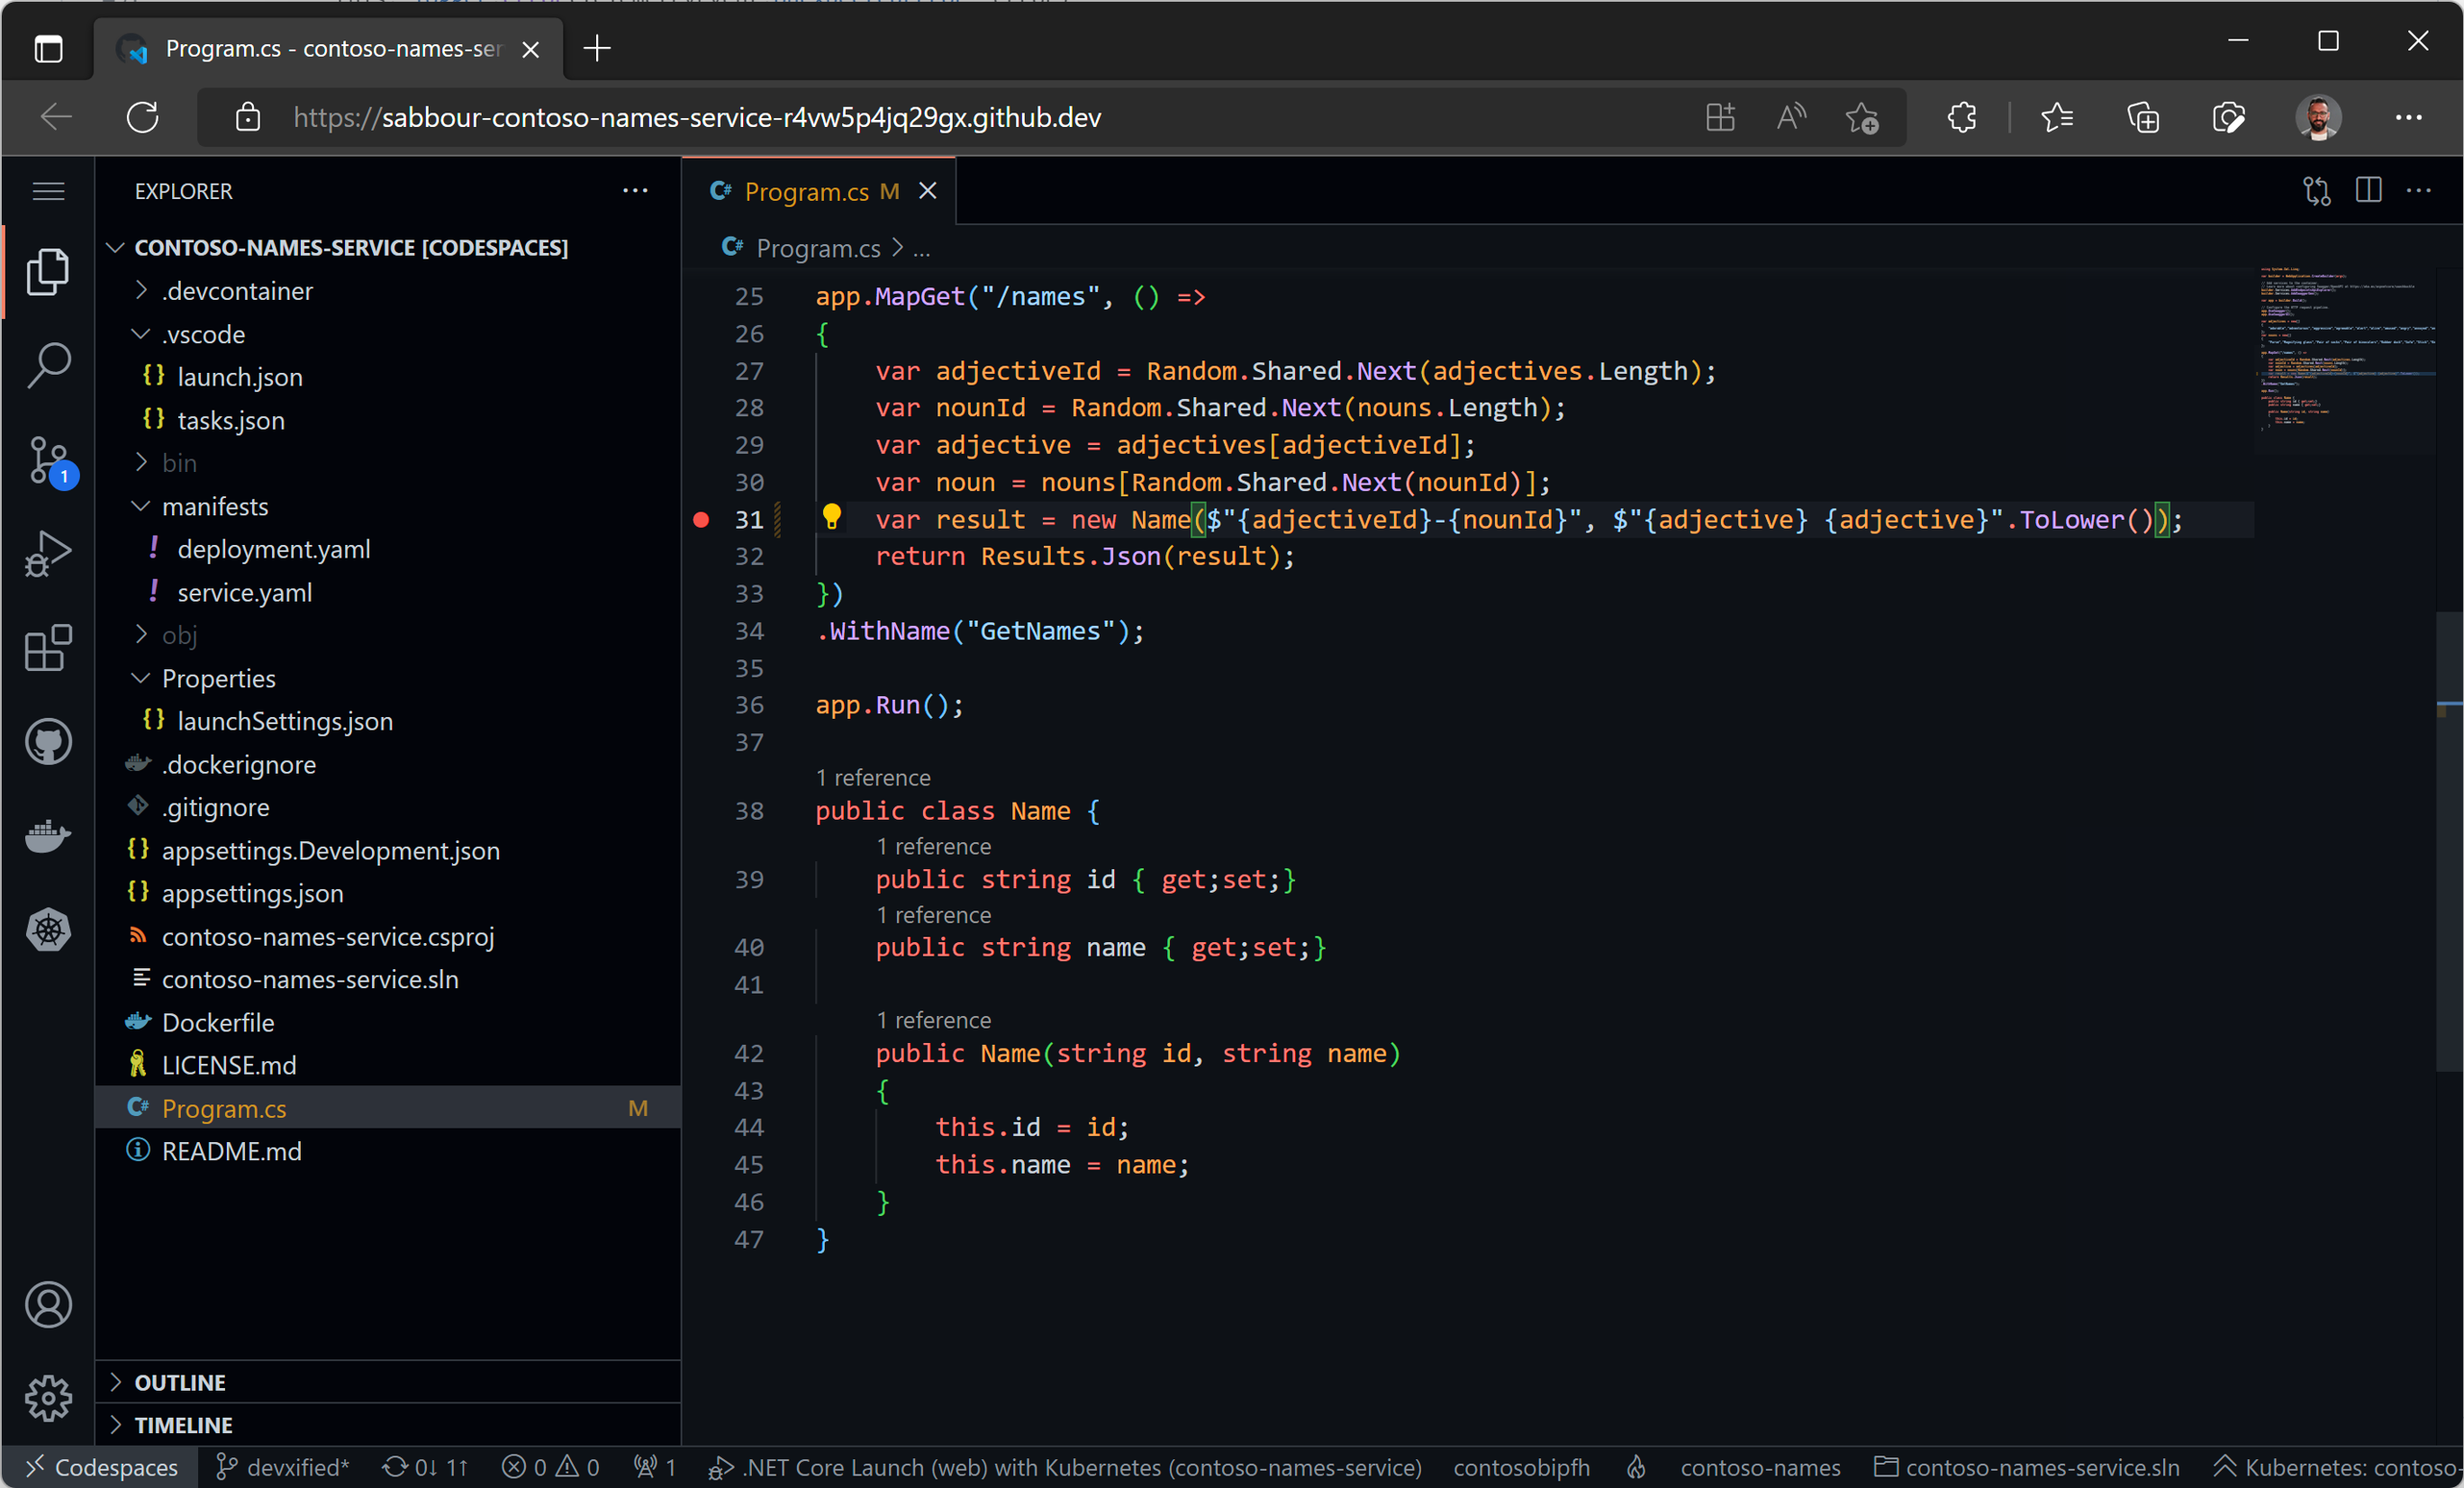 Program.cs - contoso-names-ser
https://sabbour-contoso-names-service-r4vw5p4jq29gx.github.dev
EXPLORER
Program.cs M
CONTOSO-NAMES-SERVICE [CODESPACES]
Program.cs > ...
.devcontainer
.vscode
{} launch.json
{} tasks.json
bin
manifests
! deployment.yaml
! service.yaml
obj
Properties
{} launchSettings.json
.dockerignore
.gitignore
{} appsettings.Development.json
{} appsettings.json
contoso-names-service.csproj
contoso-names-service.sln
Dockerfile
LICENSE.md
C# Program.cs M
README.md
OUTLINE
TIMELINE
1
25 app.MapGet("/names", () =>
26 {
27 var adjectiveId = Random.Shared.Next(adjectives.Length);
28 var nounId = Random.Shared.Next(nouns.Length);
29 var adjective = adjectives[adjectiveId];
30 var noun = nouns[Random.Shared.Next(nounId)];
31 var result = new Name($"{adjectiveId}-{nounId}", $"{adjective} {adjective}".ToLower());
32 return Results.Json(result);
33 })
34 .WithName("GetNames");
35
36 app.Run();
37
1 reference
38 public class Name {
1 reference
39 public string id { get;set;}
1 reference
40 public string name { get;set;}
41
1 reference
42 public Name(string id, string name)
43 {
44 this.id = id;
45 this.name = name;
46 }
47 }
Codespaces devxified* 0↓ 1↑ 0 0 1 .NET Core Launch (web) with Kubernetes (contoso-names-service) contosobipfh contoso-names contoso-names-service.sln Kubernetes: contoso-